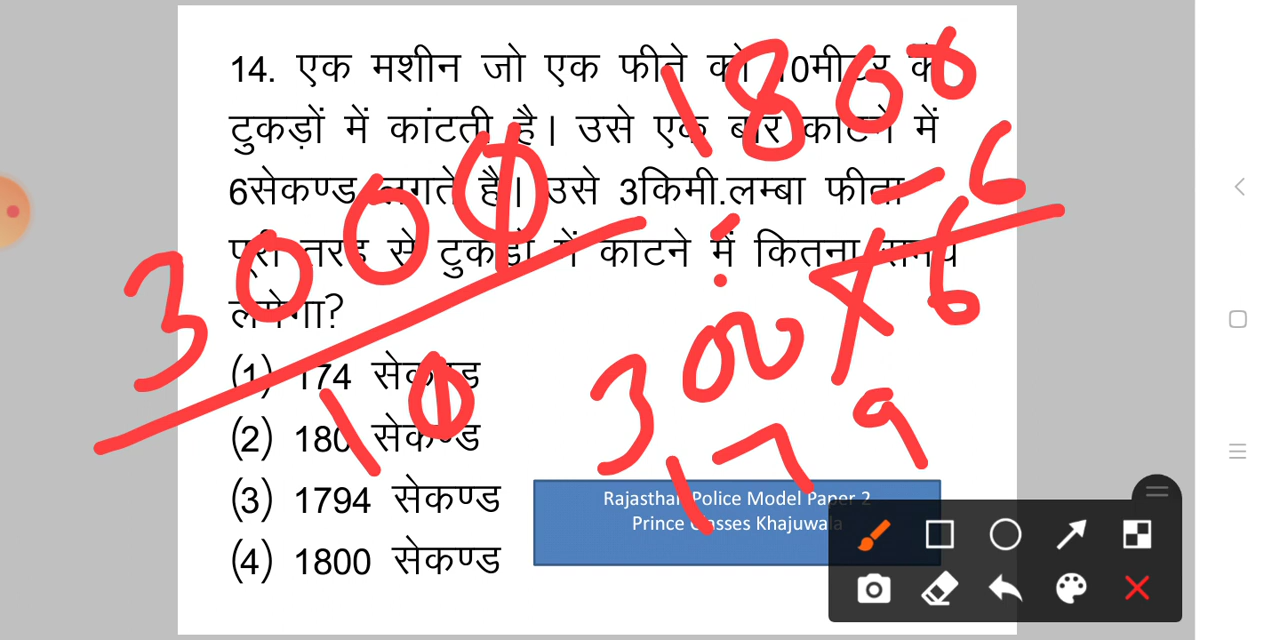 14. एक मशीन जो एक फीते को 10मीटर के
टुकड़ों में कांटती है। उसे एक बार काटने में
6सेकण्ड लगते है। उसे 3किमी.लम्बा फीता
पूरी तरह से टुकड़ों में काटने में कितना समय
लगेगा?
(1) 174 सेकण्ड
(2) 180 सेकण्ड
(3) 1794 सेकण्ड
(4) 1800 सेकण्ड
Rajasthan Police Model Paper 2
Prince Classes Khajuwala
1800
- 6
3000
10
300 × 6
179